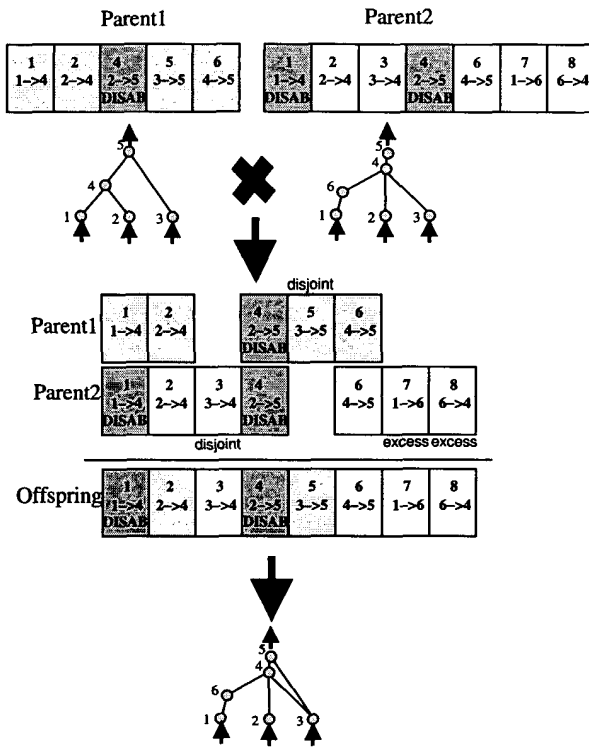 Parent1 Parent2
1 2 4 5 6 1 2 3 4 6 7 8
1->4 2->4 2->5 3->5 4->5 1->4 2->4 3->4 2->5 4->5 1->6 6->4
DISAB DISAB DISAB
5 5
4 4
6
1 2 3 1 2 3
disjoint
1 2 4 5 6
Parent1 1->4 2->4 2->5 3->5 4->5
DISAB
1 2 3 4 6 7 8
Parent2 1->4 2->4 3->4 2->5 4->5 1->6 6->4
DISAB DISAB
disjoint excess excess
1 2 3 4 5 6 7 8
Offspring 1->4 2->4 3->4 2->5 3->5 4->5 1->6 6->4
DISAB DISAB
5
4
6
1 2 3